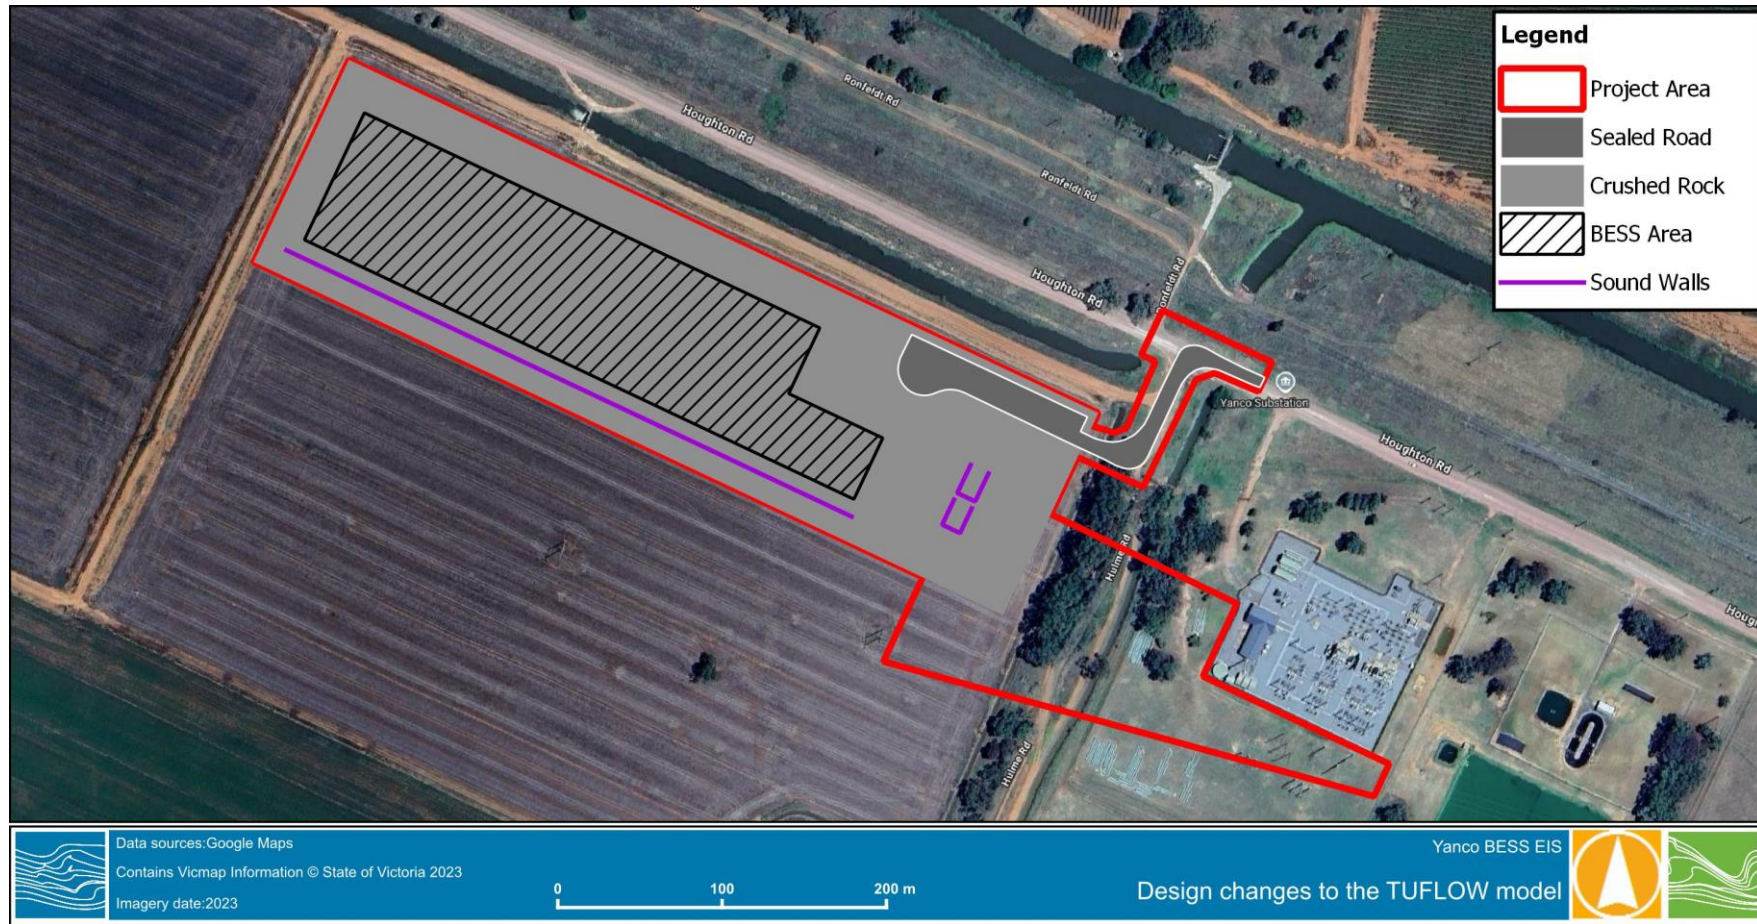 Legend
Project Area
Sealed Road
Crushed Rock
BESS Area
Sound Walls
Ronfeldt Rd
Houghton Rd
Ronfeldt Rd
Houghton Rd
Ronfeldt Rd
Yanco Substation
Houghton Rd
Hulme Rd
Hulme Rd
Data sources:Google Maps
Contains Vicmap Information © State of Victoria 2023
Imagery date:2023
0 100 200 m
Yanco BESS EIS
Design changes to the TUFLOW model